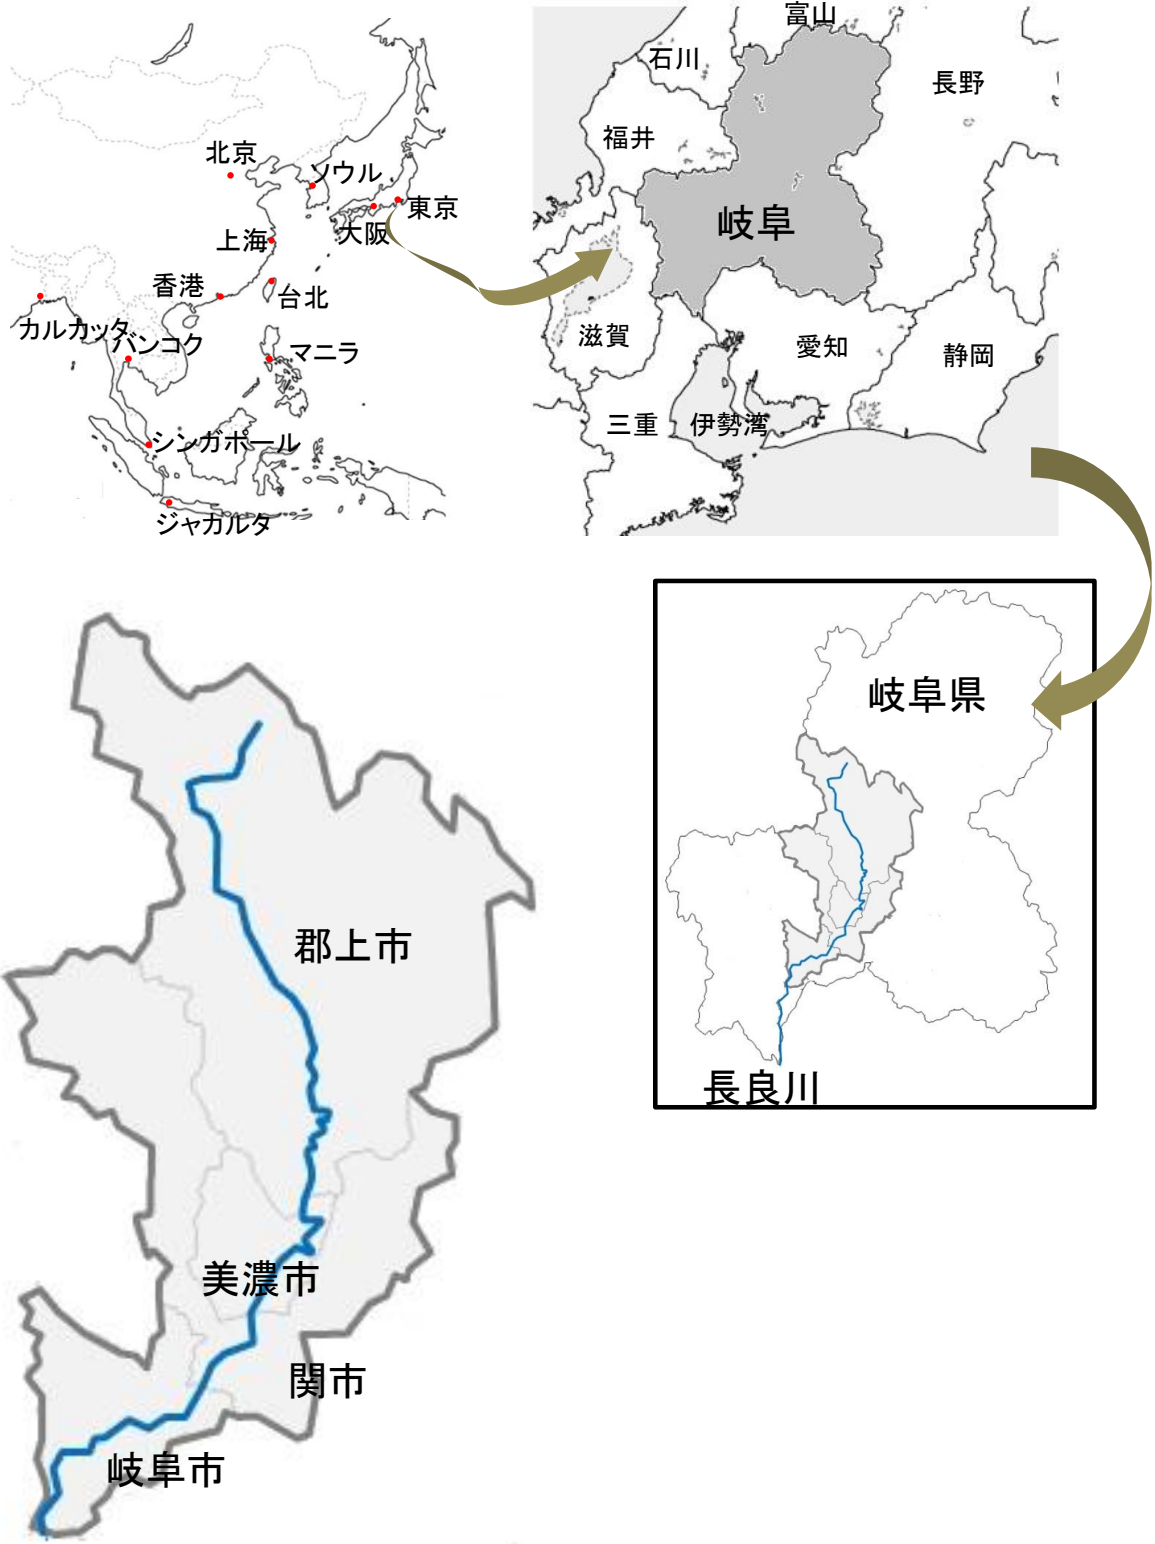 北京
ソウル
東京
大阪
上海
香港
台北
カルカッタ
バンコク
マニラ
シンガポール
ジャカルタ
富山
石川
長野
福井
岐阜
滋賀
愛知
静岡
三重
伊勢湾
岐阜県
長良川
郡上市
美濃市
関市
岐阜市